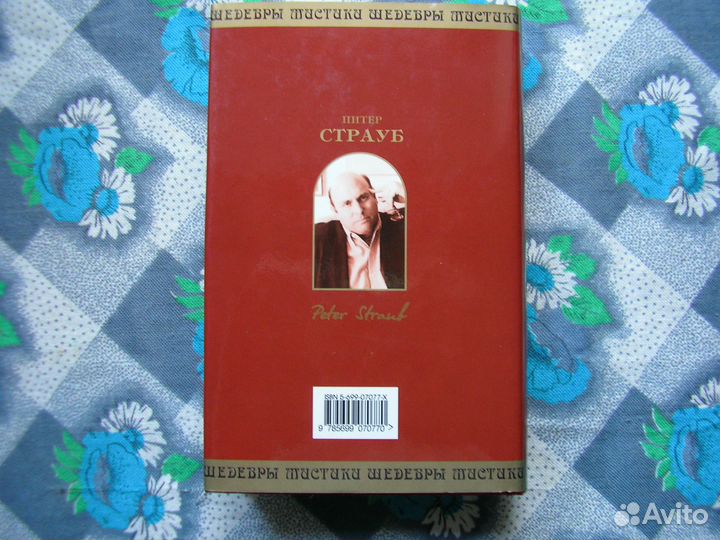 ШЕДЕВРЫ МИСТИКИ ШЕДЕВРЫ МИСТИКИ
ПИТЕР
СТРАУБ
Peter Straub
ISBN 5-699-07077-X
9 785699 070770 >
ШЕДЕВРЫ МИСТИКИ ШЕДЕВРЫ МИСТИКИ
Avito